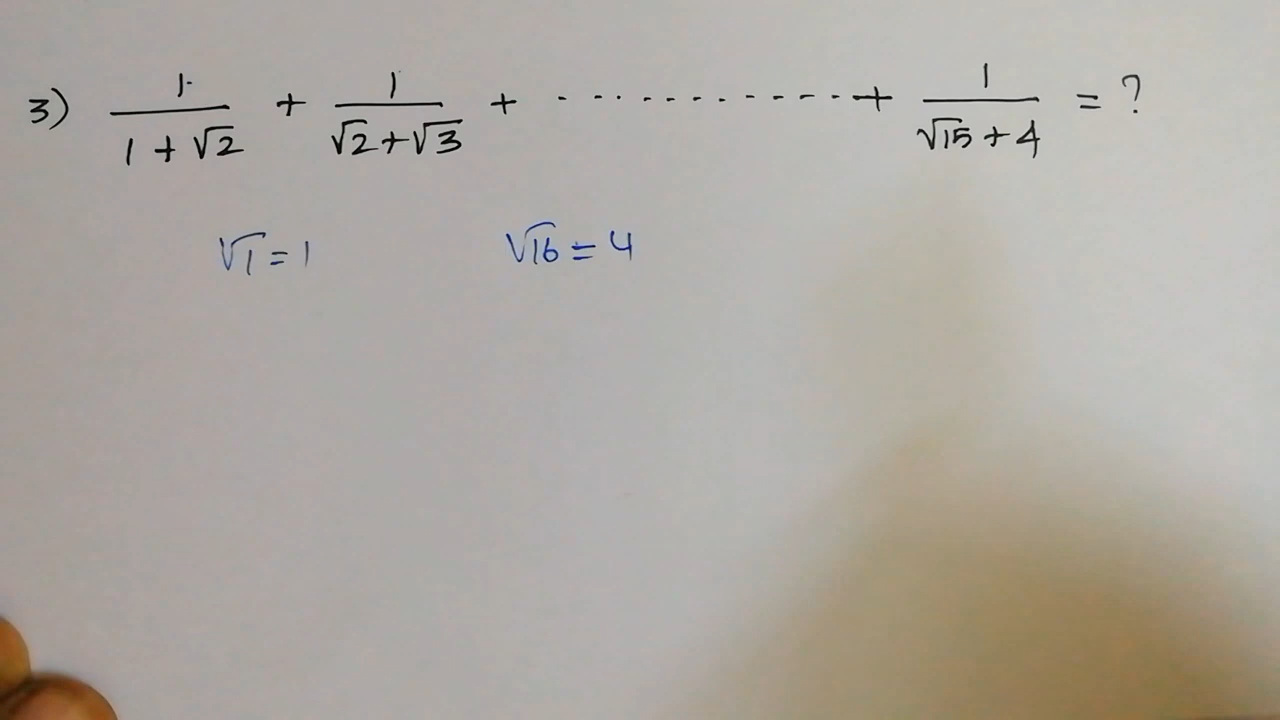 3) 1/(1 + √2) + 1/(√2 + √3) + ............ + 1/(√15 + 4) = ?
√1 = 1 √16 = 4